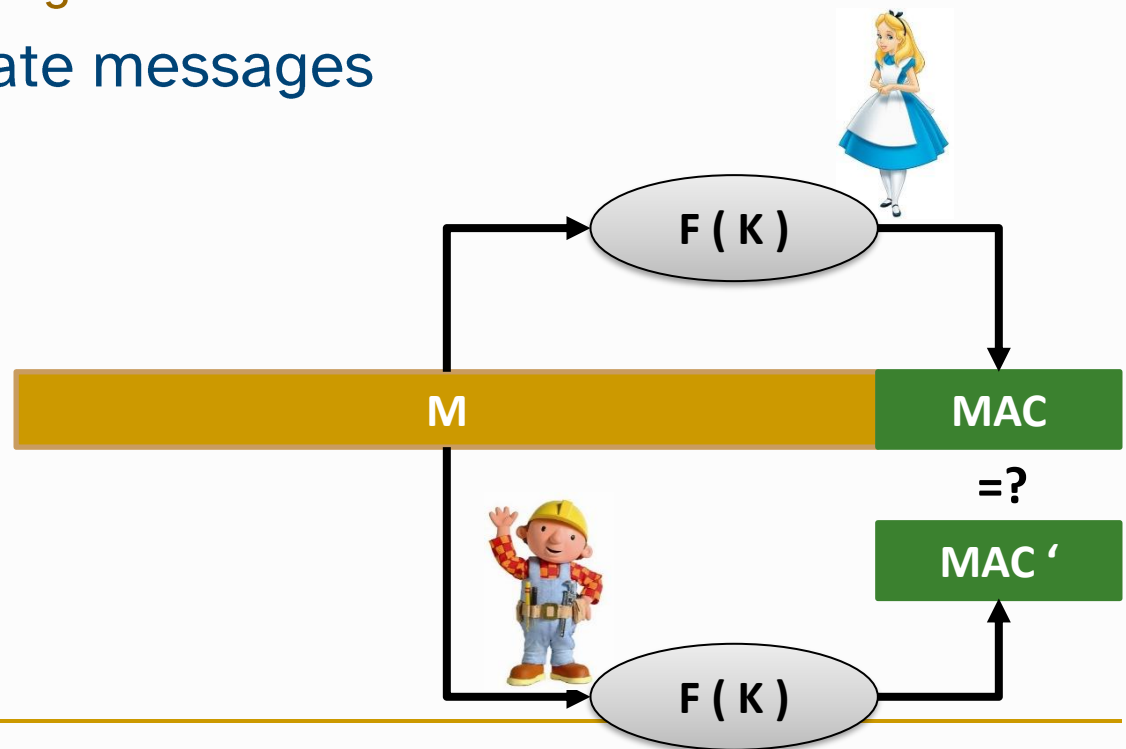 ate messages
F ( K )
M
MAC
=?
MAC ‘
F ( K )